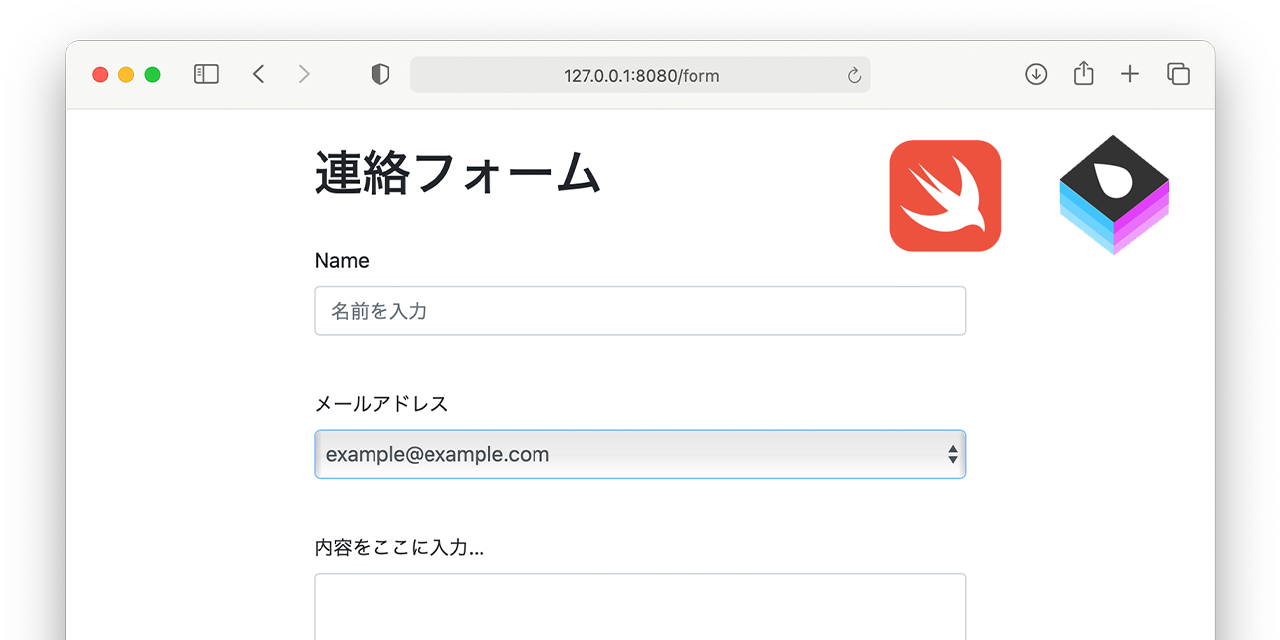 127.0.0.1:8080/form
連絡フォーム
Name
名前を入力
メールアドレス
example@example.com
内容をここに入力...